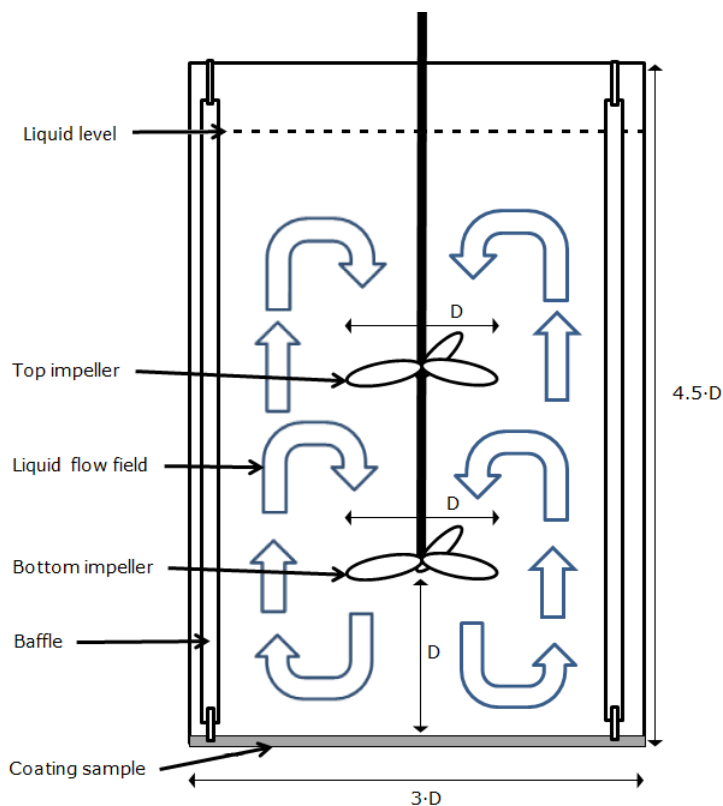 Liquid level
D
Top impeller
4.5·D
Liquid flow field
D
Bottom impeller
Baffle
D
Coating sample
3·D